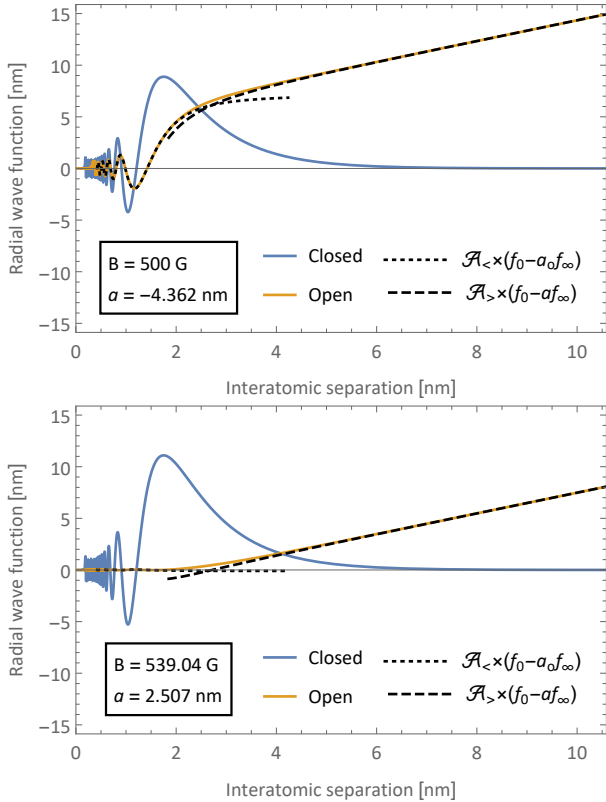 15
10
5
0
−5
−10
−15
Radial wave function [nm]
B = 500 G
a = −4.362 nm
Closed
Open
𝒜<×(f0−aof∞)
𝒜>×(f0−af∞)
0 2 4 6 8 10
Interatomic separation [nm]
15
10
5
0
−5
−10
−15
Radial wave function [nm]
B = 539.04 G
a = 2.507 nm
Closed
Open
𝒜<×(f0−aof∞)
𝒜>×(f0−af∞)
0 2 4 6 8 10
Interatomic separation [nm]